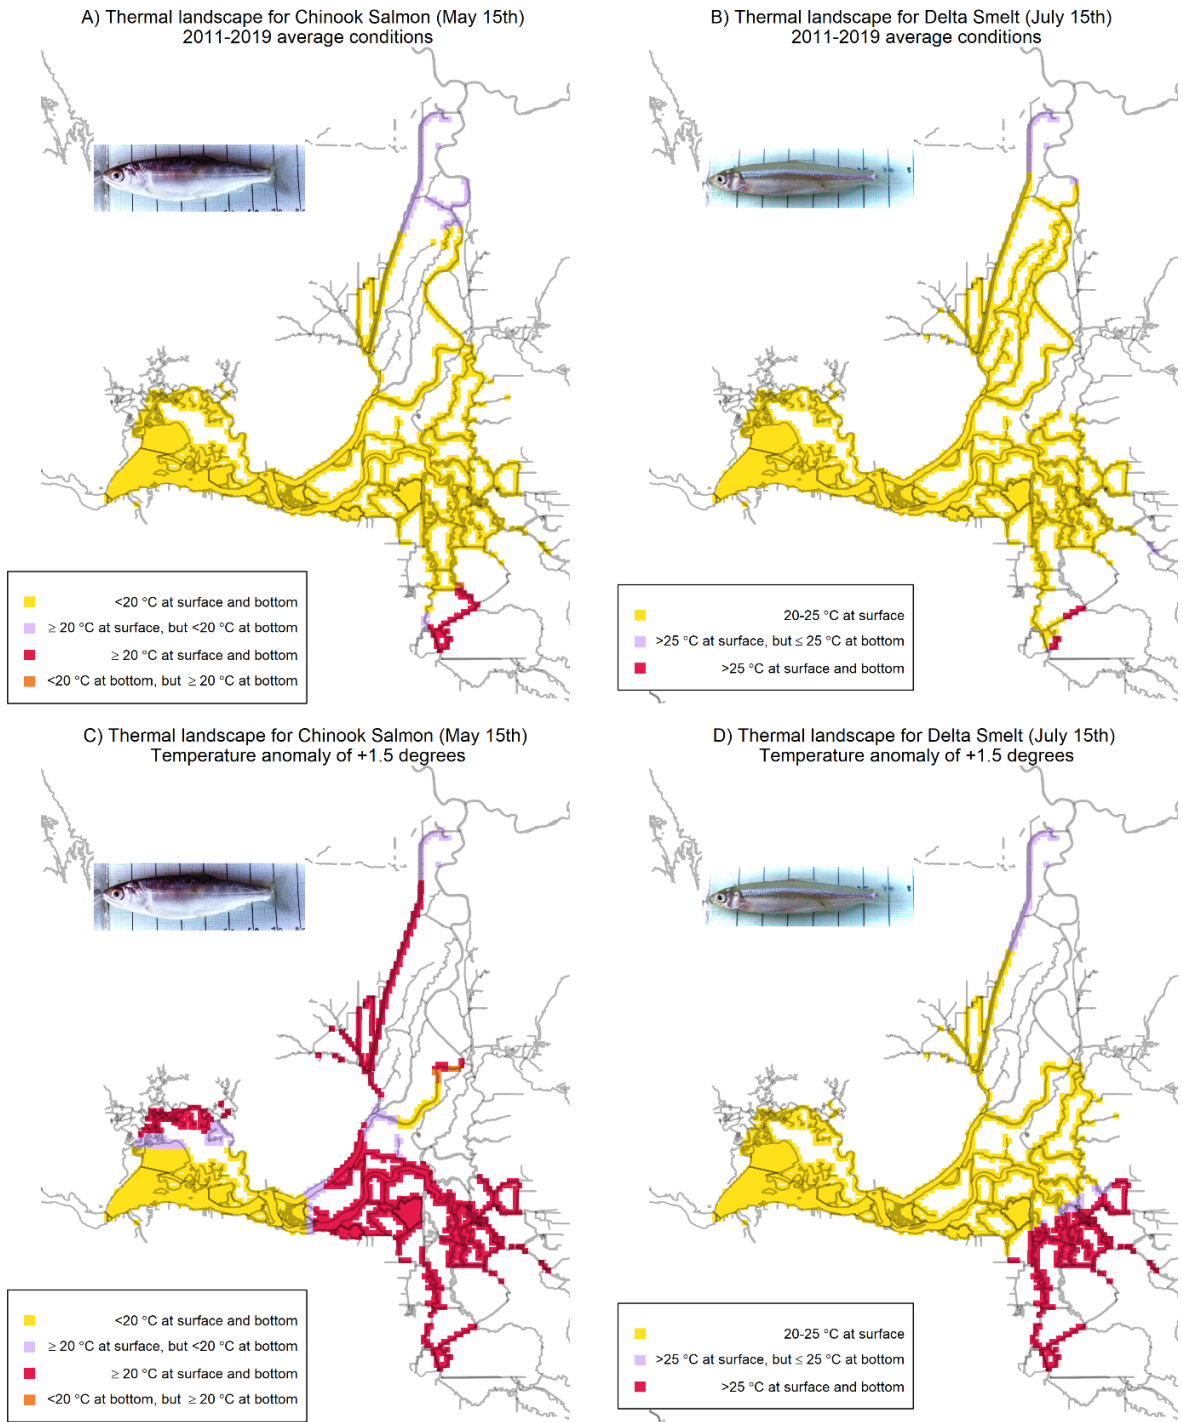 A) Thermal landscape for Chinook Salmon (May 15th)
2011-2019 average conditions
B) Thermal landscape for Delta Smelt (July 15th)
2011-2019 average conditions
<20 °C at surface and bottom
≥ 20 °C at surface, but <20 °C at bottom
≥ 20 °C at surface and bottom
<20 °C at bottom, but ≥ 20 °C at bottom
20-25 °C at surface
>25 °C at surface, but ≤ 25 °C at bottom
>25 °C at surface and bottom
C) Thermal landscape for Chinook Salmon (May 15th)
Temperature anomaly of +1.5 degrees
D) Thermal landscape for Delta Smelt (July 15th)
Temperature anomaly of +1.5 degrees
<20 °C at surface and bottom
≥ 20 °C at surface, but <20 °C at bottom
≥ 20 °C at surface and bottom
<20 °C at bottom, but ≥ 20 °C at bottom
20-25 °C at surface
>25 °C at surface, but ≤ 25 °C at bottom
>25 °C at surface and bottom